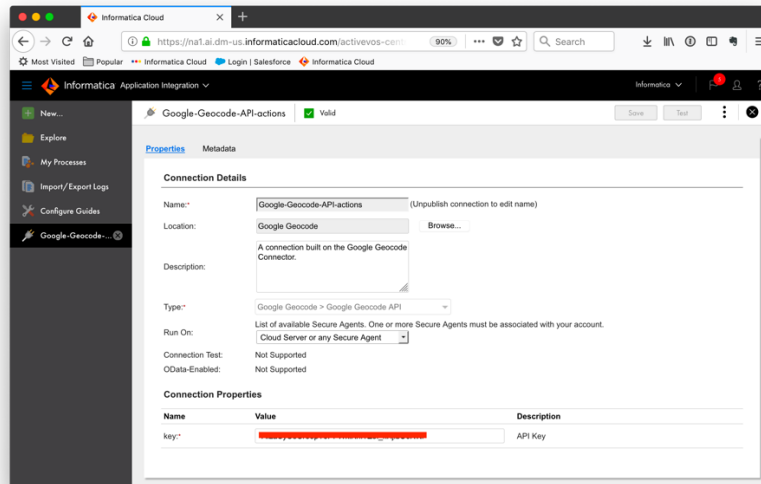 Informatica Cloud
https://na1.ai.dm-us.informaticacloud.com/activevos-cent
90%
Search
Most Visited Popular Informatica Cloud Login | Salesforce Informatica Cloud
Informatica Application Integration
Informatica
5
?
New...
Google-Geocode-API-actions
Valid
Save
Test
Explore
My Processes
Import/Export Logs
Configure Guides
Google-Geocode-...
Properties
Metadata
Connection Details
Name:* Google-Geocode-API-actions (Unpublish connection to edit name)
Location: Google Geocode Browse...
Description: A connection built on the Google Geocode
Connector.
Type:* Google Geocode > Google Geocode API
List of available Secure Agents. One or more Secure Agents must be associated with your account.
Run On: Cloud Server or any Secure Agent
Connection Test: Not Supported
OData-Enabled: Not Supported
Connection Properties
Name Value Description
key:* API Key